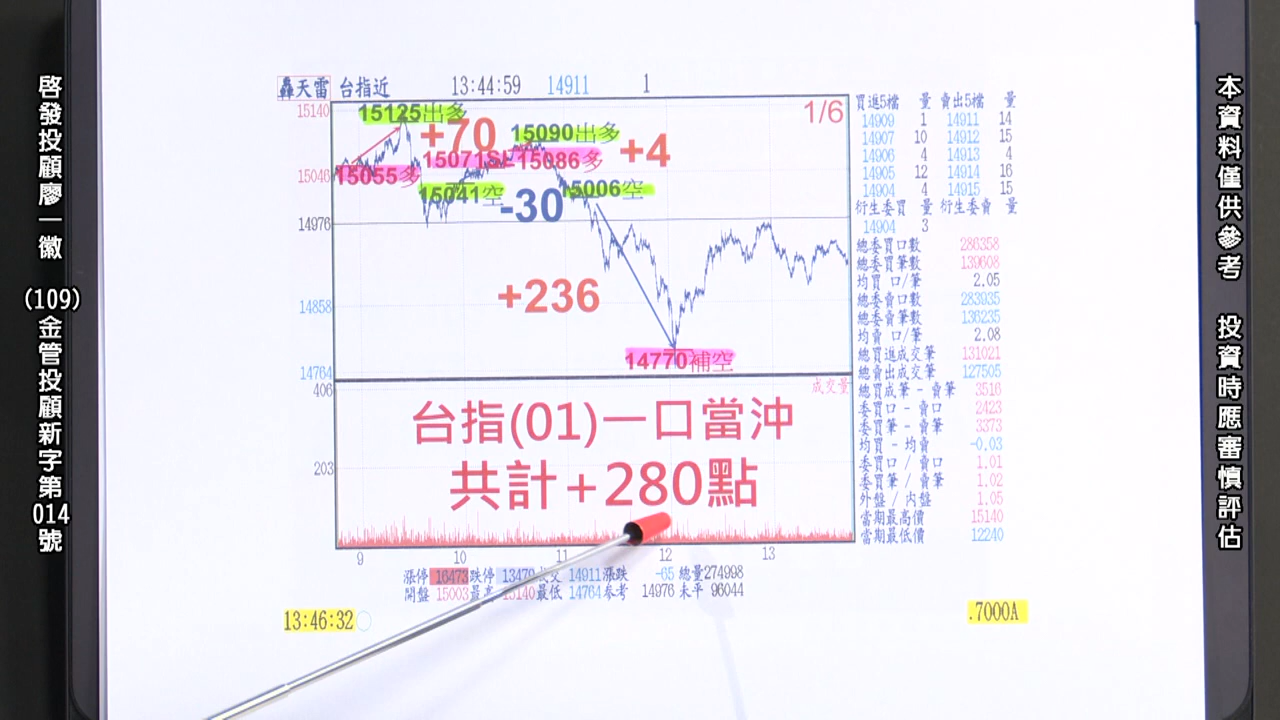 啓發投顧廖一徽
(109)金管投顧新字第014號
本資料僅供參考 投資時應審慎評估
轟天雷 台指近 13:44:59 14911 1
1/6
15140
15046
14976
14858
14764
406
203
15125出多
+70
15090出多
+4
15055多
15086多
15041空
-30
15006空
+236
14770補空
成交量
台指(01)一口當沖
共計+280點
9 10 11 12 13
買進5檔 量 賣出5檔 量
14909 1 14911 14
14907 10 14912 15
14906 4 14913 4
14905 12 14914 16
14904 4 14915 15
衍生委買 量 衍生委賣 量
14904 3
總委買口數 286358
總委買筆數 139608
均買 口/筆 2.05
總委賣口數 283935
總委賣筆數 136235
均賣 口/筆 2.08
總買進成交筆 131021
總賣出成交筆 127505
總買成筆 - 賣筆 3516
委買口 - 賣口 2423
委買筆 - 賣筆 3373
均買 - 均賣 -0.03
委買口 / 賣口 1.01
委買筆 / 賣筆 1.02
外盤 / 內盤 1.05
當期最高價 15140
當期最低價 12240
漲停 16473 跌停 13479 成交 14911 漲跌 -65 總量 274998
開盤 15003 最高 15140 最低 14764 參考 14976 未平 96044
13:46:32
.7000A